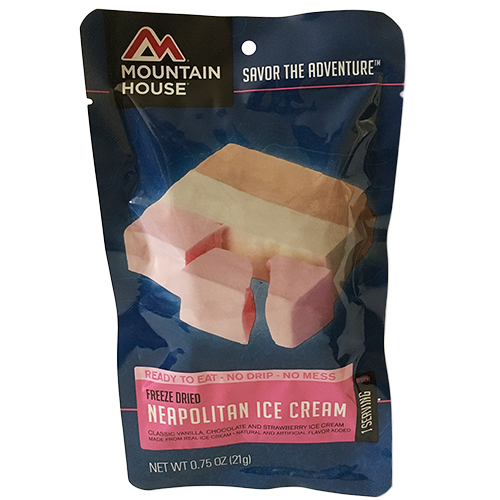 MOUNTAIN
HOUSE
SAVOR THE ADVENTURE™
READY TO EAT - NO DRIP - NO MESS
FREEZE DRIED
NEAPOLITAN ICE CREAM
CLASSIC VANILLA, CHOCOLATE AND STRAWBERRY ICE CREAM
MADE FROM REAL ICE CREAM • NATURAL AND ARTIFICIAL FLAVOR ADDED
1 SERVING
NET WT 0.75 OZ (21g)